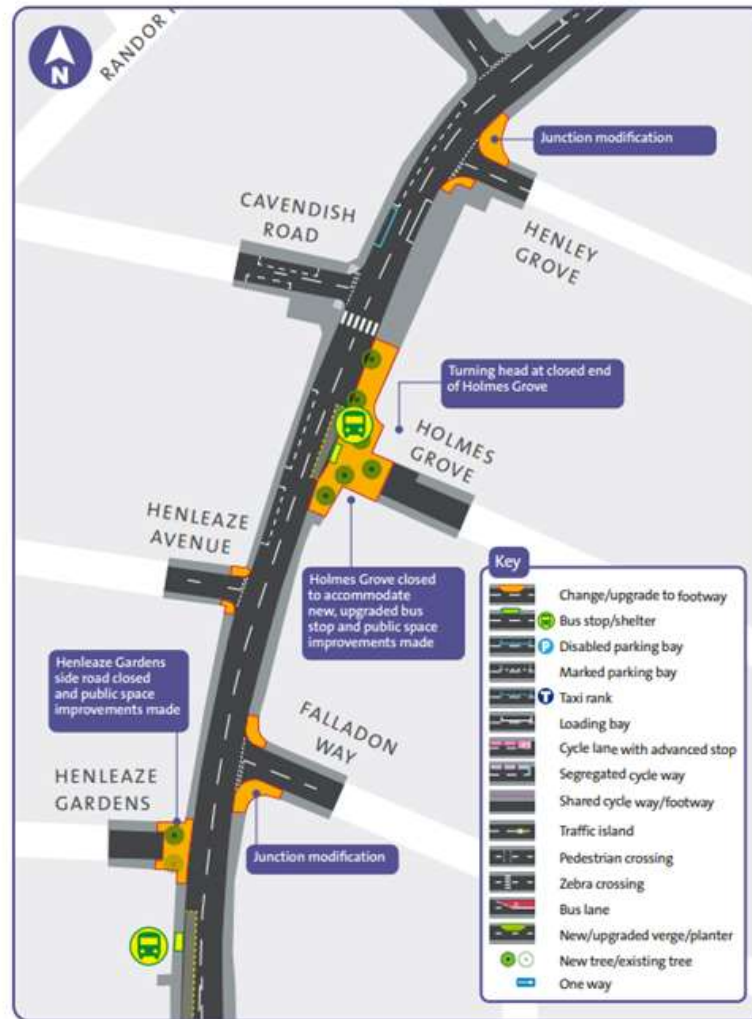 N
RANDOR
Junction modification
CAVENDISH
ROAD
HENLEY
GROVE
Turning head at closed end
of Holmes Grove
HOLMES
GROVE
HENLEAZE
AVENUE
Holmes Grove closed
to accommodate
new, upgraded bus
stop and public space
improvements made
Henleaze Gardens
side road closed
and public space
improvements made
FALLADON
WAY
HENLEAZE
GARDENS
Junction modification
Key
Change/upgrade to footway
Bus stop/shelter
P Disabled parking bay
Marked parking bay
T Taxi rank
Loading bay
Cycle lane with advanced stop
Segregated cycle way
Shared cycle way/footway
Traffic island
Pedestrian crossing
Zebra crossing
Bus lane
New/upgraded verge/planter
New tree/existing tree
One way